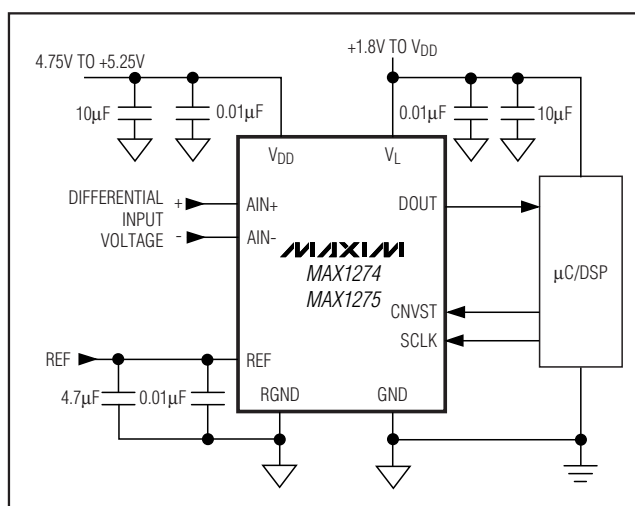 4.75V TO +5.25V
+1.8V TO VDD
10µF
0.01µF
0.01µF
10µF
VDD
VL
DIFFERENTIAL
INPUT
VOLTAGE
+
-
AIN+
AIN-
DOUT
MAXIM
MAX1274
MAX1275
µC/DSP
CNVST
SCLK
REF
REF
4.7µF
0.01µF
RGND
GND